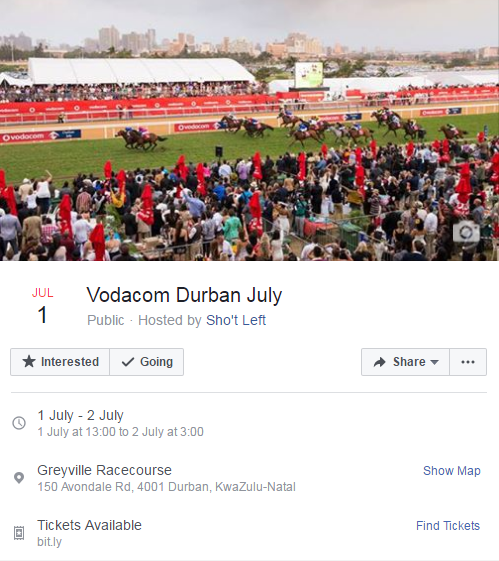 vodacom
vodacom
JUL
1
Vodacom Durban July
Public · Hosted by Sho't Left
Interested
Going
Share
1 July - 2 July
1 July at 13:00 to 2 July at 3:00
Greyville Racecourse
Show Map
150 Avondale Rd, 4001 Durban, KwaZulu-Natal
Tickets Available
Find Tickets
bit.ly